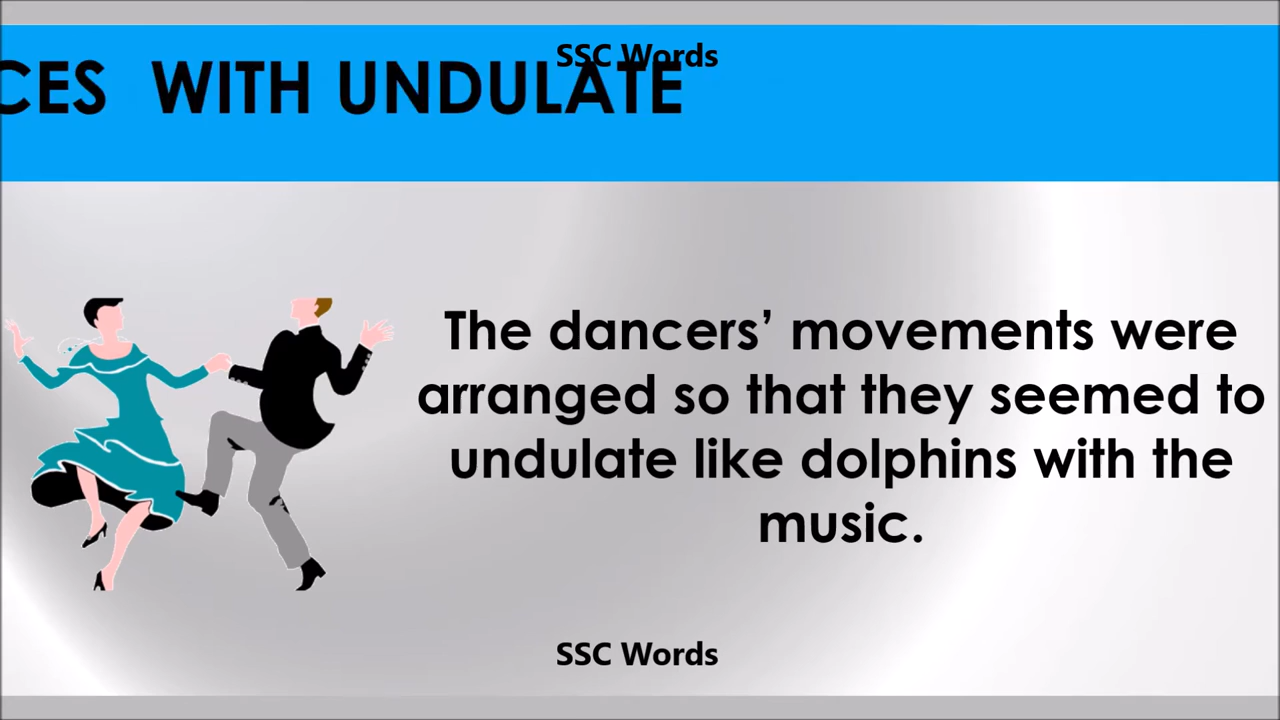 SSC Words
CES WITH UNDULATE
The dancers’ movements were
arranged so that they seemed to
undulate like dolphins with the
music.
SSC Words